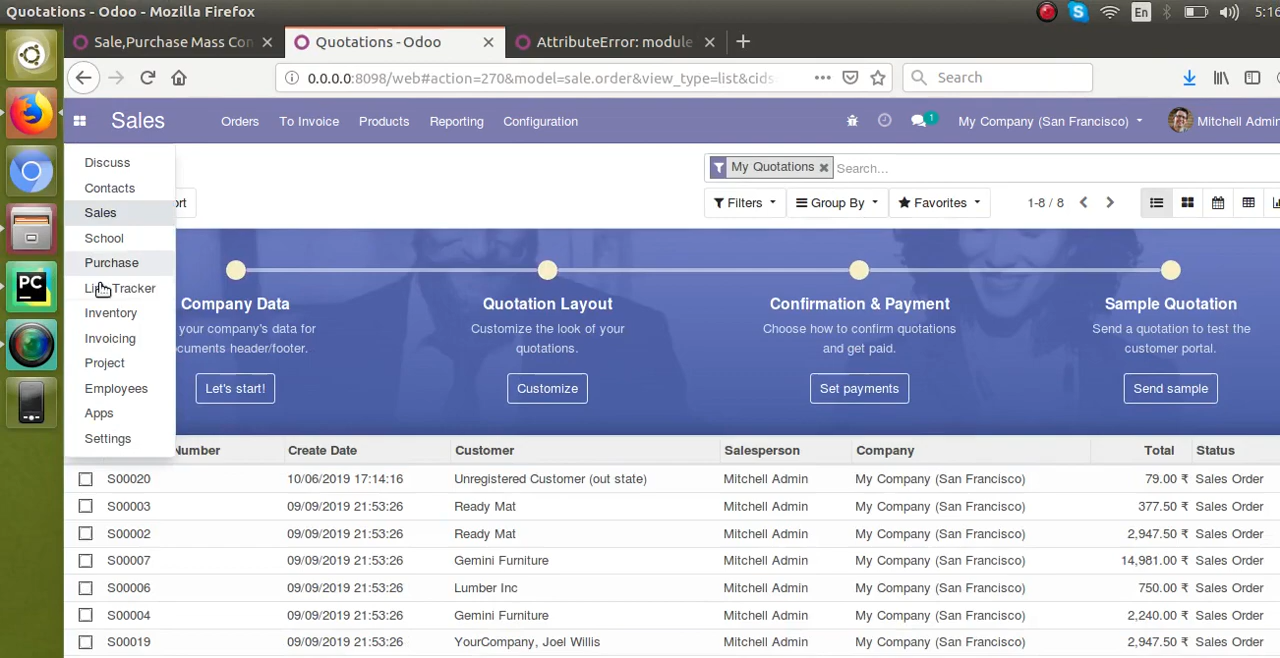 Quotations - Odoo - Mozilla Firefox
En
5:16
Sale,Purchase Mass Con
Quotations - Odoo
AttributeError: module
0.0.0.0:8098/web#action=270&model=sale.order&view_type=list&cids
Search
Sales
Orders
To Invoice
Products
Reporting
Configuration
1
My Company (San Francisco)
Mitchell Admin
Discuss
Contacts
Sales
School
Purchase
Link Tracker
Inventory
Invoicing
Project
Employees
Apps
Settings
My Quotations
Search...
Filters
Group By
Favorites
1-8 / 8
Company Data
your company's data for
documents header/footer.
Let's start!
Quotation Layout
Customize the look of your
quotations.
Customize
Confirmation & Payment
Choose how to confirm quotations
and get paid.
Set payments
Sample Quotation
Send a quotation to test the
customer portal.
Send sample
Number Create Date Customer Salesperson Company Total Status
S00020 10/06/2019 17:14:16 Unregistered Customer (out state) Mitchell Admin My Company (San Francisco) 79.00 ₹ Sales Order
S00003 09/09/2019 21:53:26 Ready Mat Mitchell Admin My Company (San Francisco) 377.50 ₹ Sales Order
S00002 09/09/2019 21:53:26 Ready Mat Mitchell Admin My Company (San Francisco) 2,947.50 ₹ Sales Order
S00007 09/09/2019 21:53:26 Gemini Furniture Mitchell Admin My Company (San Francisco) 14,981.00 ₹ Sales Order
S00006 09/09/2019 21:53:26 Lumber Inc Mitchell Admin My Company (San Francisco) 750.00 ₹ Sales Order
S00004 09/09/2019 21:53:26 Gemini Furniture Mitchell Admin My Company (San Francisco) 2,240.00 ₹ Sales Order
S00019 09/09/2019 21:53:26 YourCompany, Joel Willis Mitchell Admin My Company (San Francisco) 2,947.50 ₹ Sales Order
PC